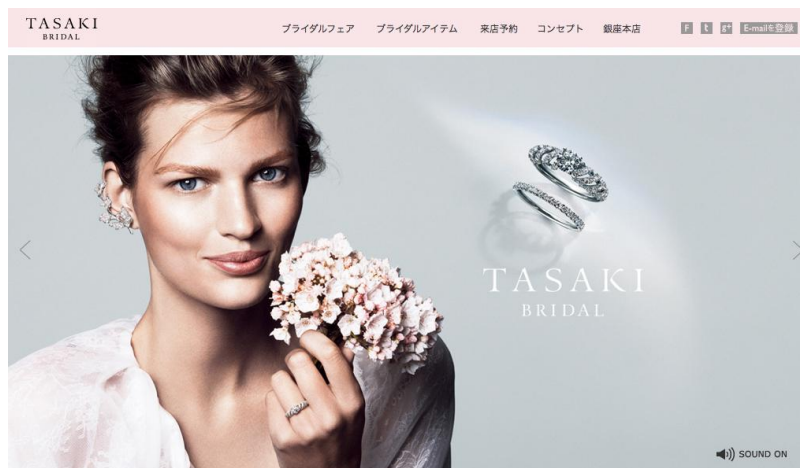 TASAKI
BRIDAL
ブライダルフェア
ブライダルアイテム
来店予約
コンセプト
銀座本店
F
t
g+
E-mailを登録
TASAKI
BRIDAL
SOUND ON